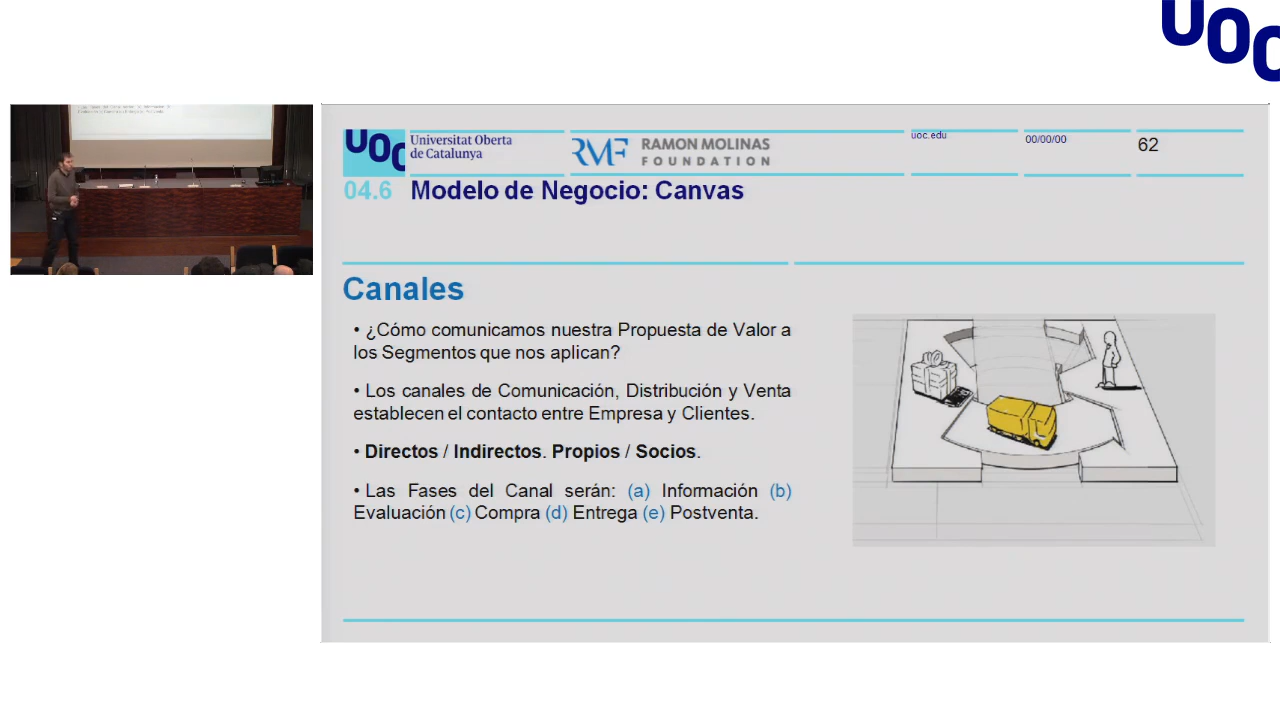 UOC
UOC
Universitat Oberta
de Catalunya
RMF
RAMON MOLINAS
FOUNDATION
uoc.edu
00/00/00
62
04.6 Modelo de Negocio: Canvas
Canales
• ¿Cómo comunicamos nuestra Propuesta de Valor a
los Segmentos que nos aplican?
• Los canales de Comunicación, Distribución y Venta
establecen el contacto entre Empresa y Clientes.
• Directos / Indirectos. Propios / Socios.
• Las Fases del Canal serán: (a) Información (b)
Evaluación (c) Compra (d) Entrega (e) Postventa.